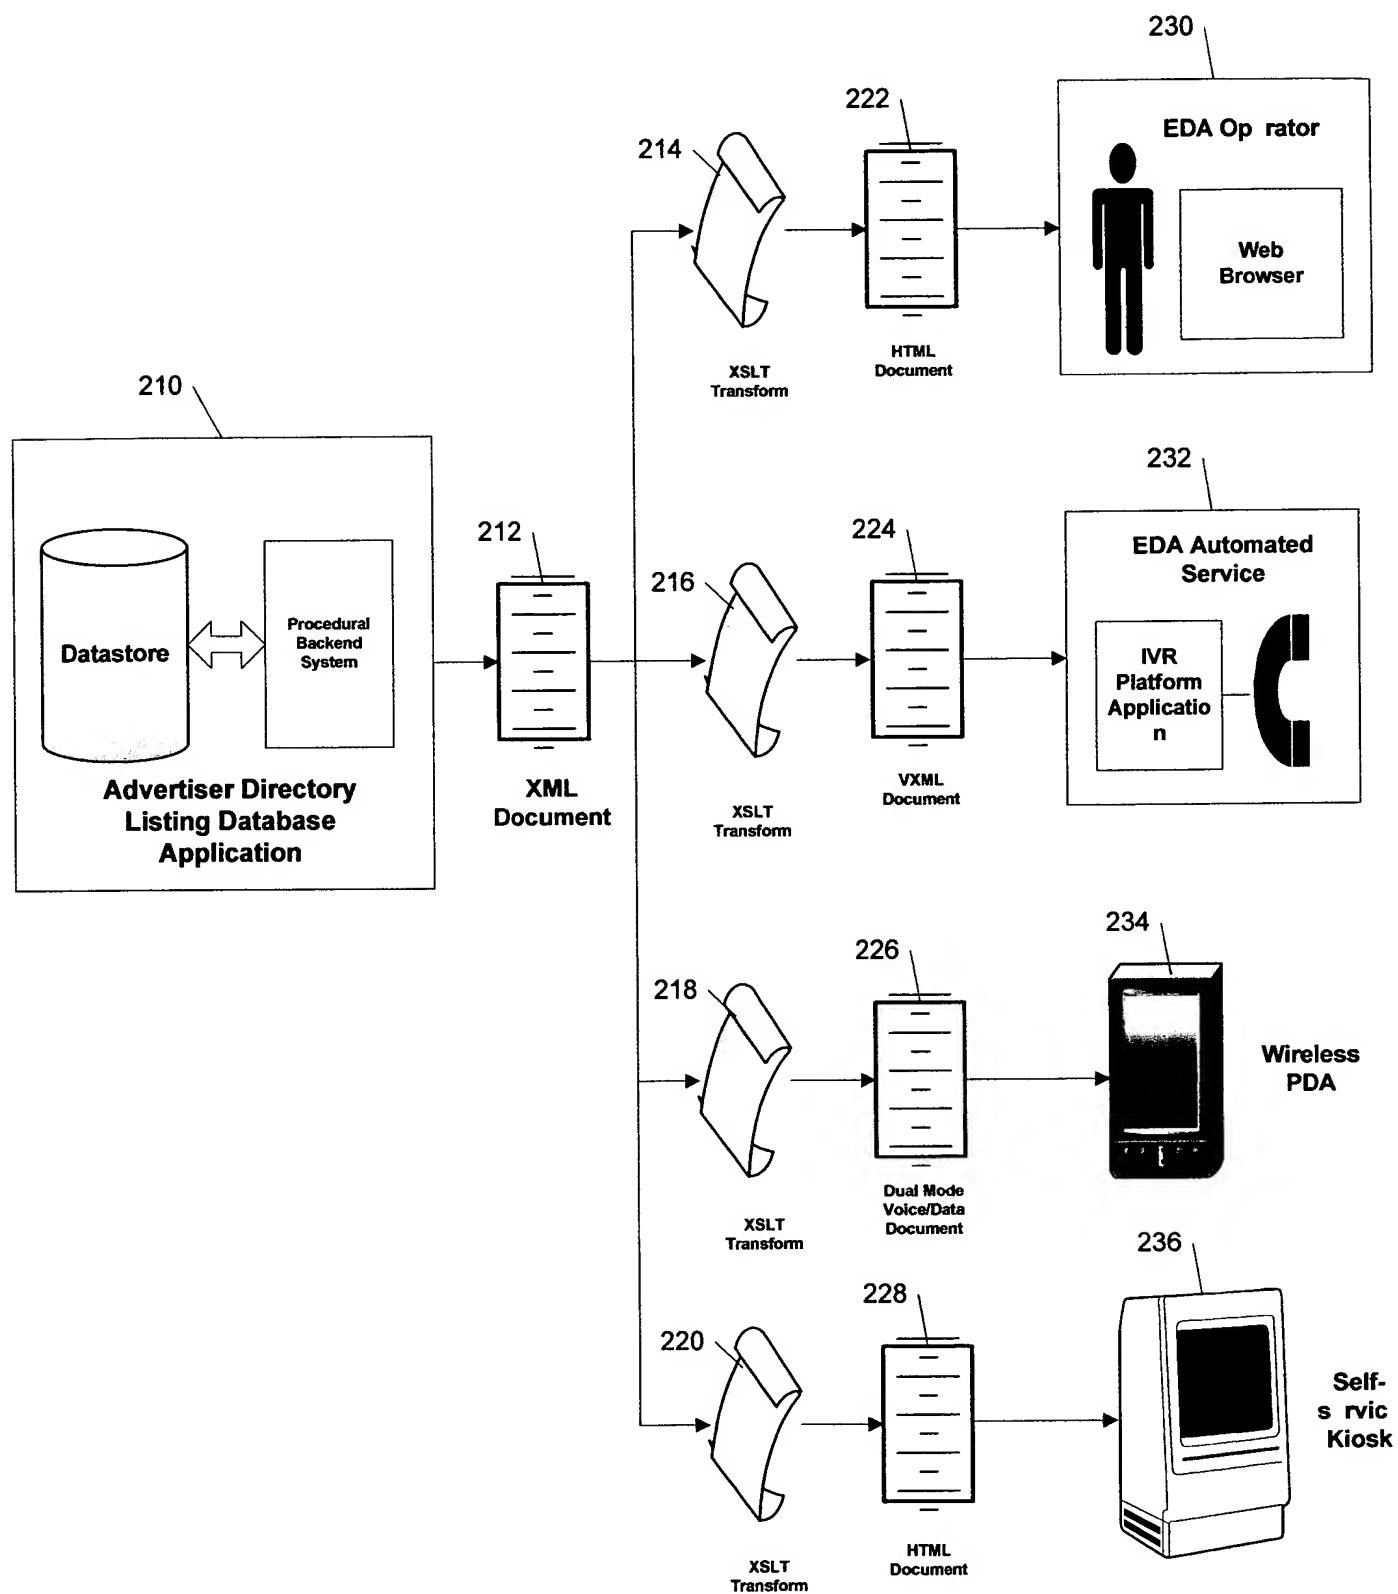 230
222
EDA Op rator
214
Web
Browser
HTML
Document
XSLT
Transform
210
232
212
224
EDA Automated
Service
216
Procedural
Backend
System
Datastore
IVR
Platform
Applicatio
n
Advertiser Directory
Listing Database
Application
XML
Document
VXML
Document
XSLT
Transform
234
226
218
Wireless
PDA
Dual Mode
Voice/Data
Document
XSLT
Transform
236
228
220
Self-
s rvic
Kiosk
HTML
Document
XSLT
Transform